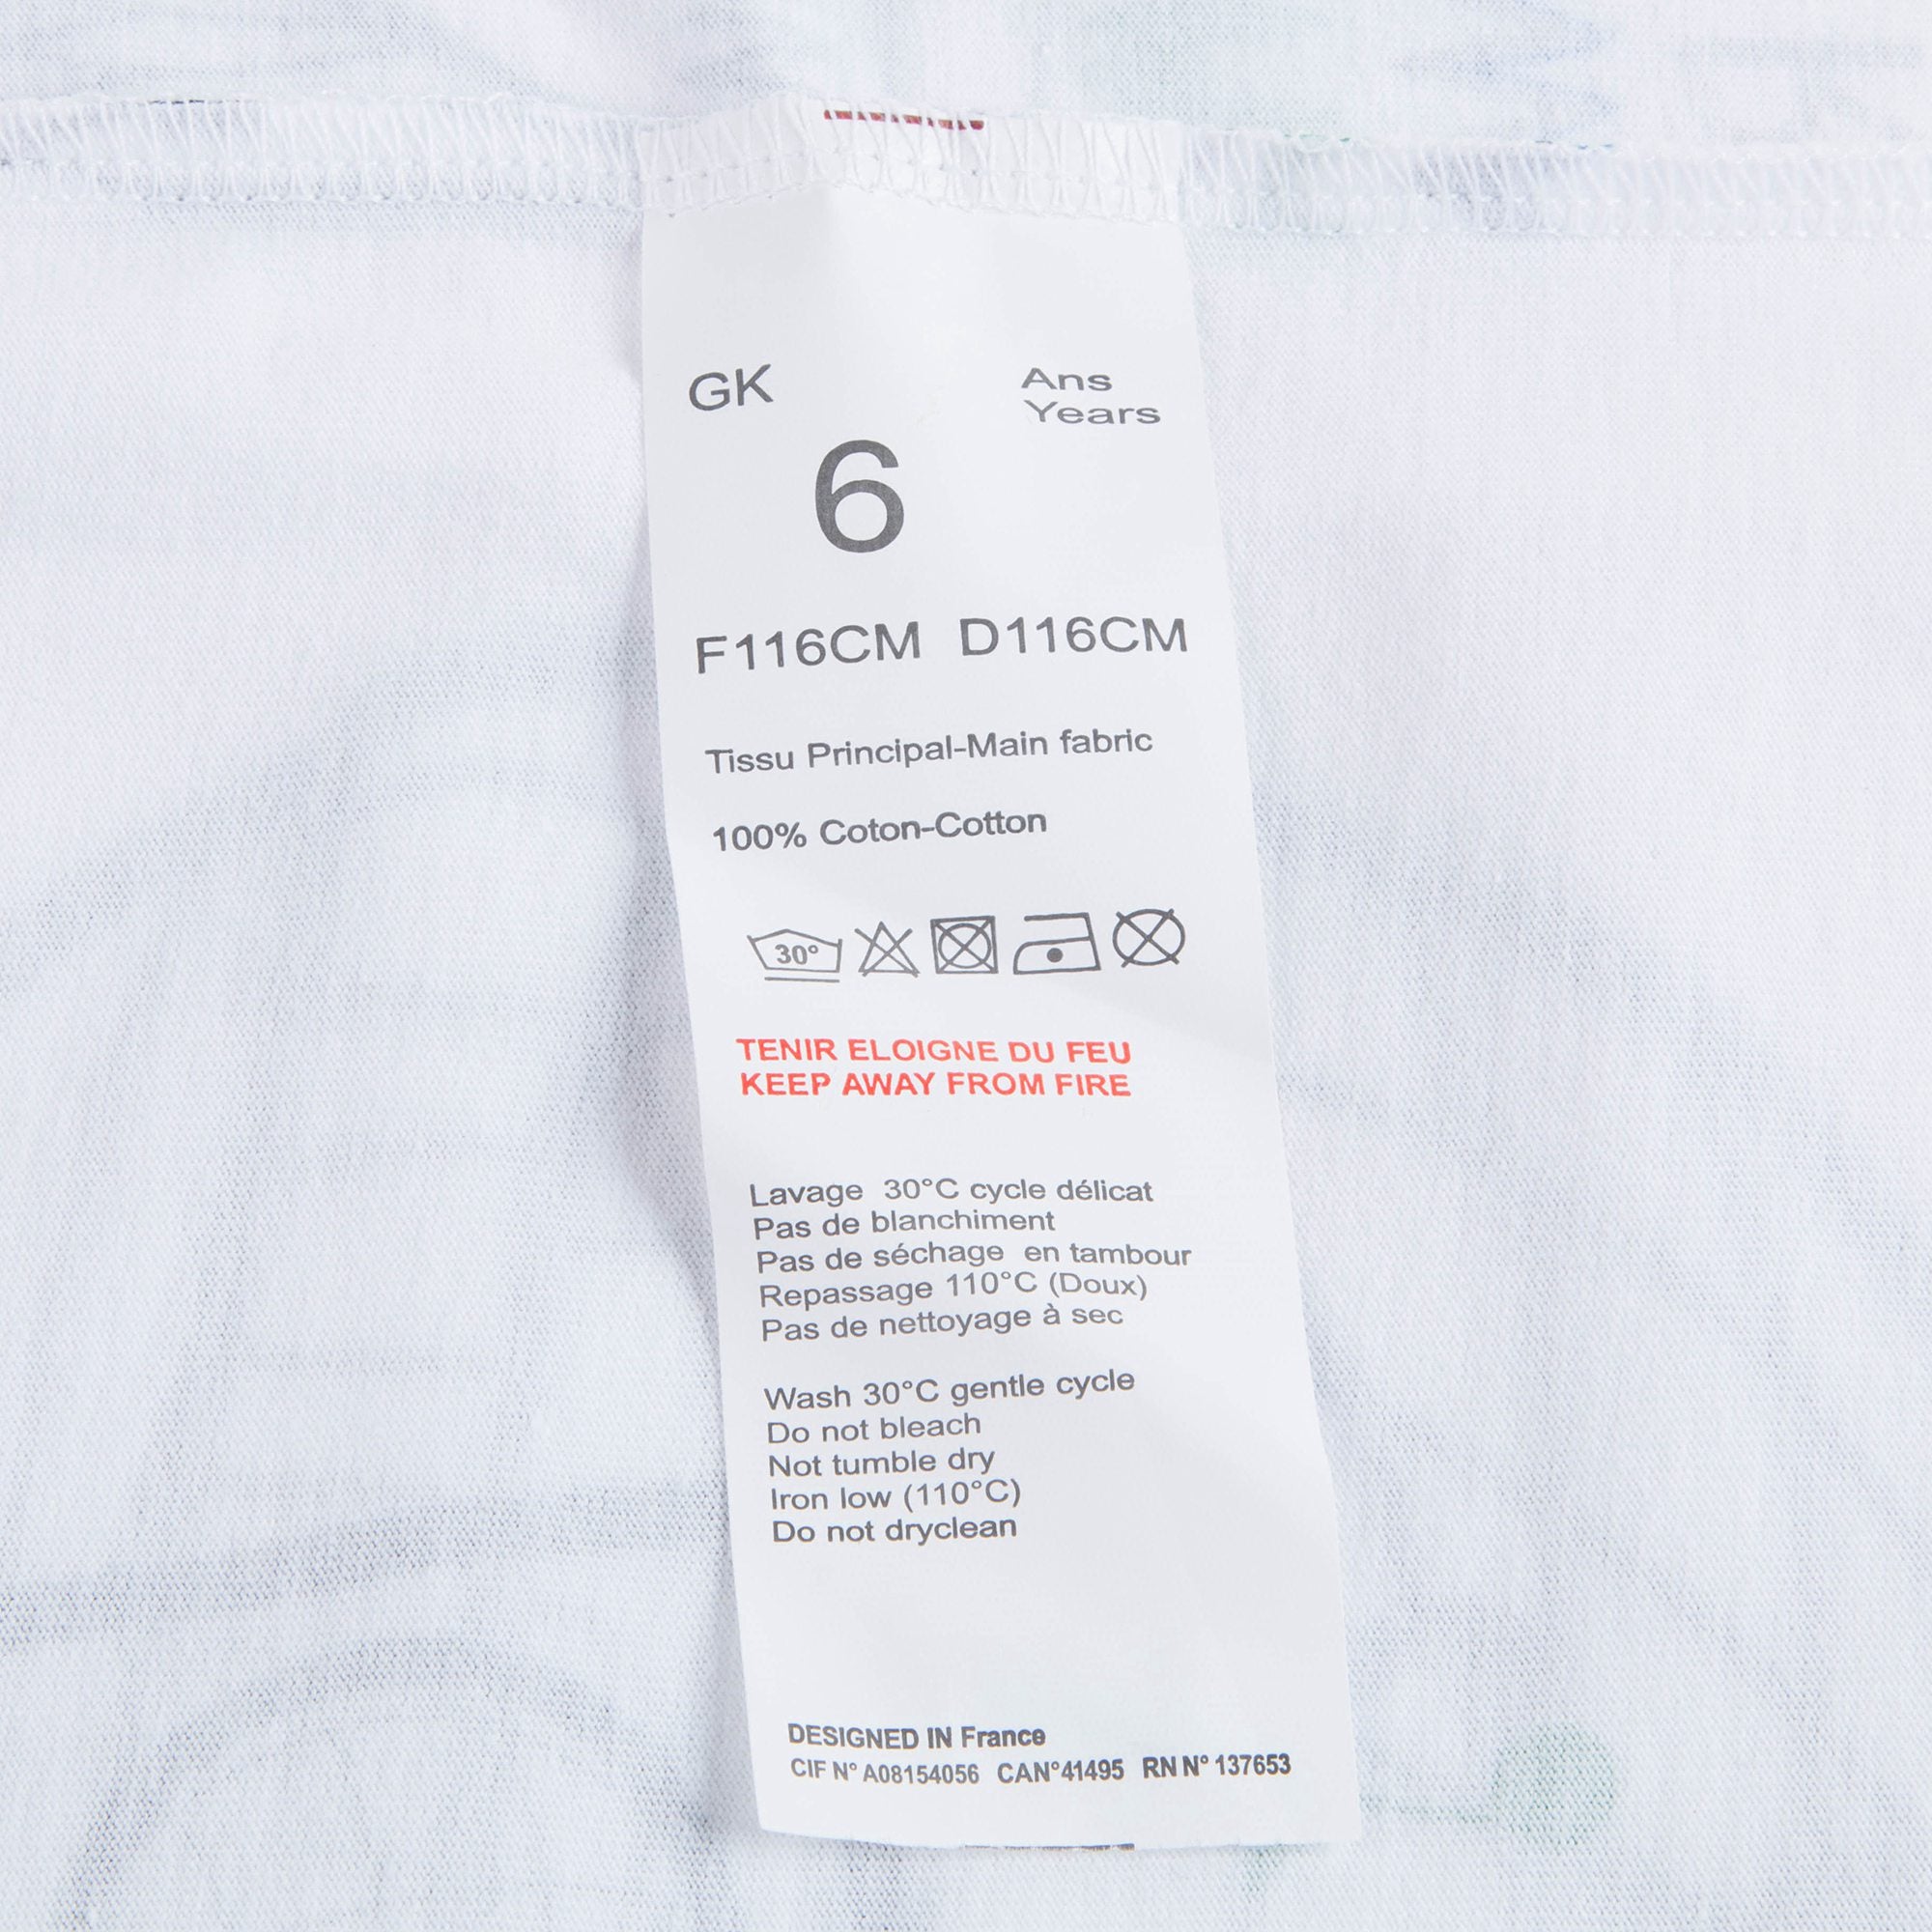 GK
Ans
Years
6
F116CM D116CM
Tissu Principal-Main fabric
100% Coton-Cotton
30°
TENIR ELOIGNE DU FEU
KEEP AWAY FROM FIRE
Lavage 30°C cycle délicat
Pas de blanchiment
Pas de séchage en tambour
Repassage 110°C (Doux)
Pas de nettoyage à sec
Wash 30°C gentle cycle
Do not bleach
Not tumble dry
Iron low (110°C)
Do not dryclean
DESIGNED IN France
CIF N° A08154056 CAN°41495 RN N° 137653